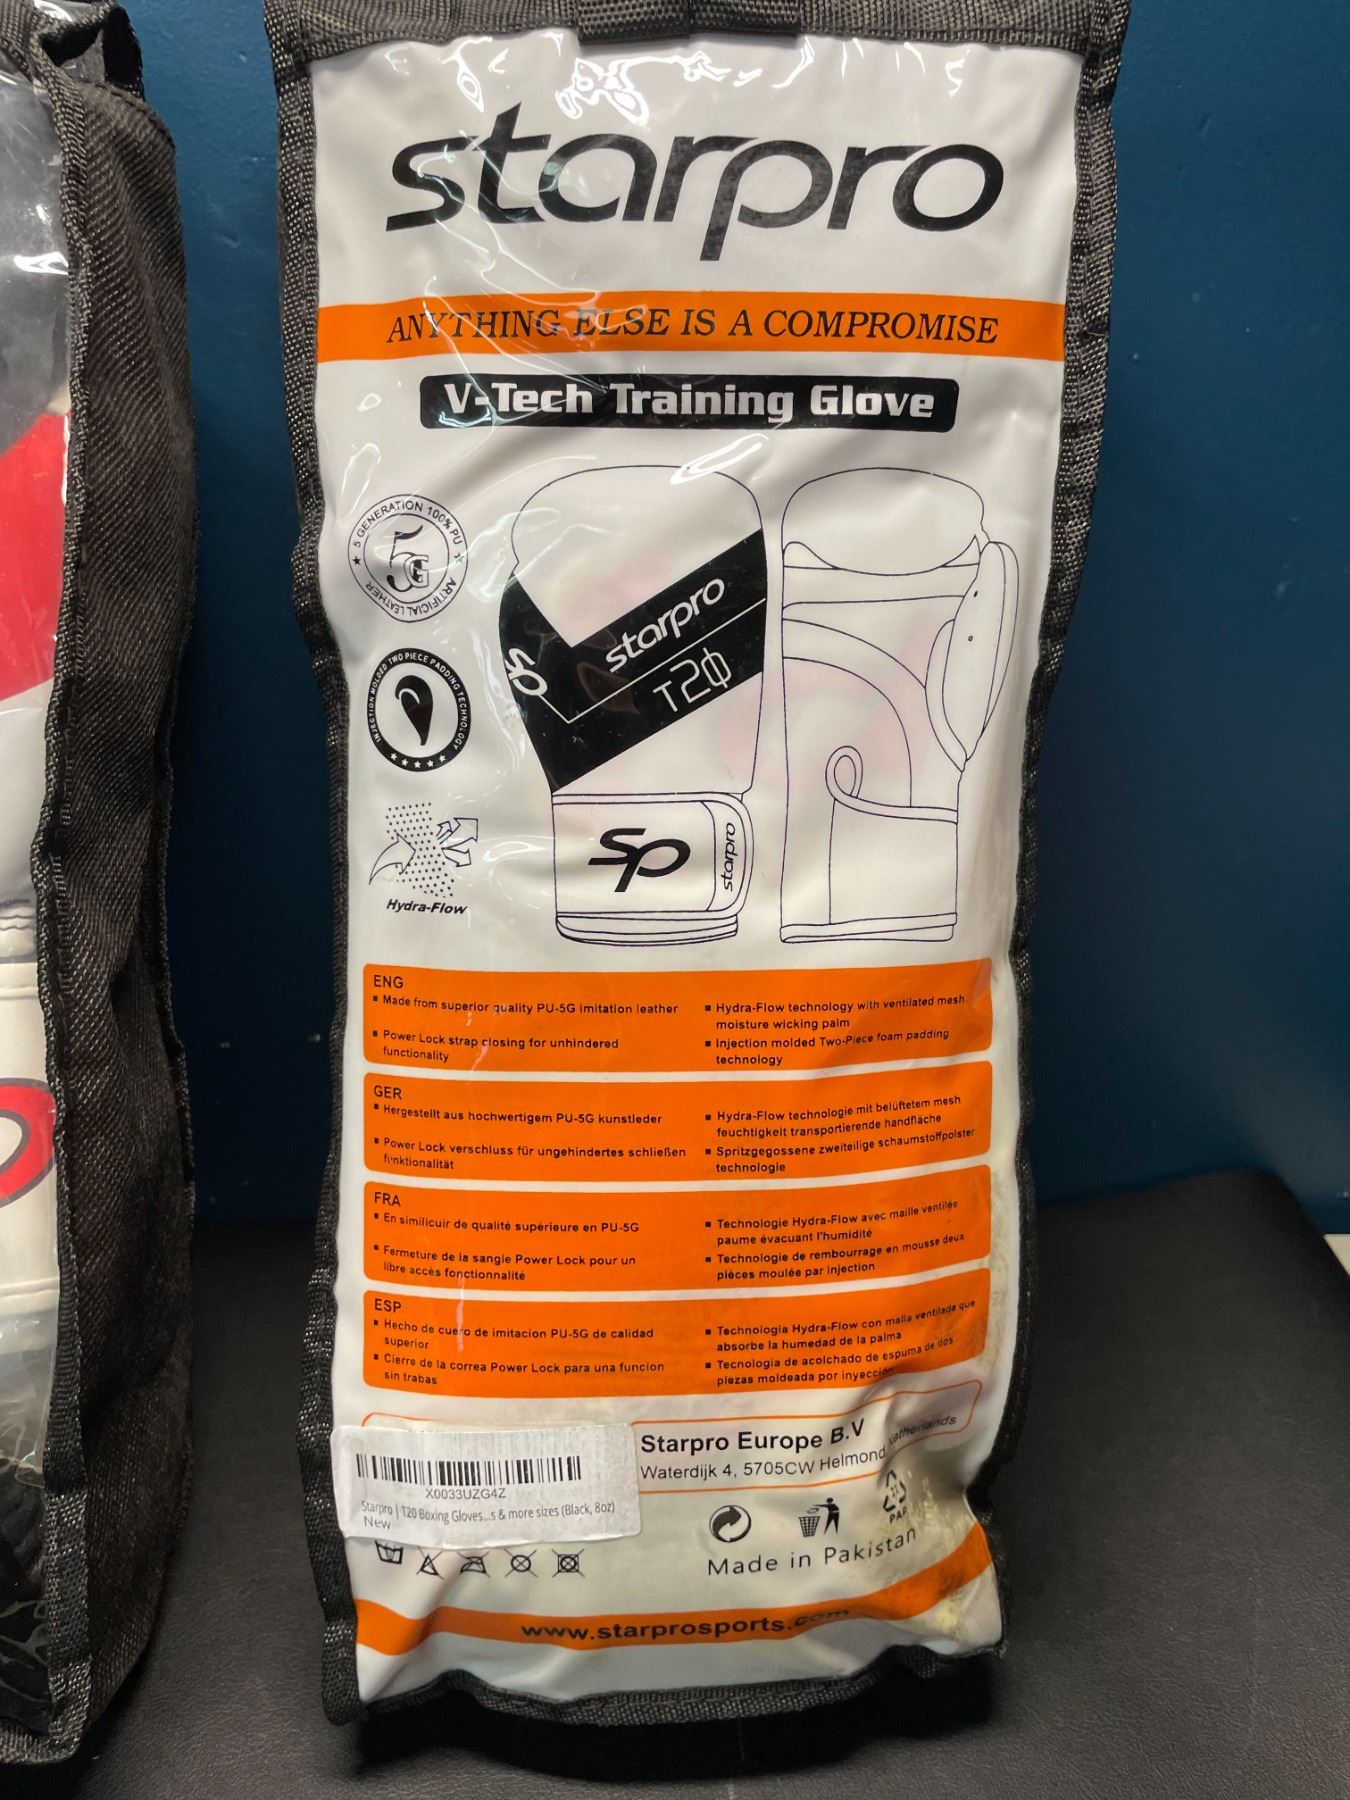 starpro
ANYTHING ELSE IS A COMPROMISE
V-Tech Training Glove
5 GENERATION 100% PU
ARTIFICIAL LEATHER
5G
INJECTION MOLDED TWO PIECE PADDING TECHNOLOGY
Hydra-Flow
SP
starpro
T20
SP
starpro
ENG
▪ Made from superior quality PU-5G imitation leather
▪ Power Lock strap closing for unhindered
functionality
▪ Hydra-Flow technology with ventilated mesh
moisture wicking palm
▪ Injection molded Two-Piece foam padding
technology
GER
▪ Hergestellt aus hochwertigem PU-5G kunstleder
▪ Power Lock verschluss für ungehindertes schließen
funktionalität
▪ Hydra-Flow technologie mit belüftetem mesh
feuchtigkeit transportierende handfläche
▪ Spritzgegossene zweiteilige schaumstoffpolster
technologie
FRA
▪ En similicuir de qualité supérieure en PU-5G
▪ Fermeture de la sangle Power Lock pour un
libre accès fonctionnalité
▪ Technologie Hydra-Flow avec maille ventilée
paume évacuant l'humidité
▪ Technologie de rembourrage en mousse deux
pièces moulée par injection
ESP
▪ Hecho de cuero de imitacion PU-5G de calidad
superior
▪ Cierre de la correa Power Lock para una funcion
sin trabas
▪ Technologia Hydra-Flow con malla ventilada que
absorbe la humedad de la palma
▪ Tecnologia de acolchado de espuma de dos
piezas moldeada por inyección
Starpro Europe B.V
Waterdijk 4, 5705CW Helmond Netherlands
X0033UZG4Z
Starpro | T20 Boxing Gloves...s & more sizes (Black, 8oz)
New
21
PAP
Made in Pakistan
www.starprosports.com